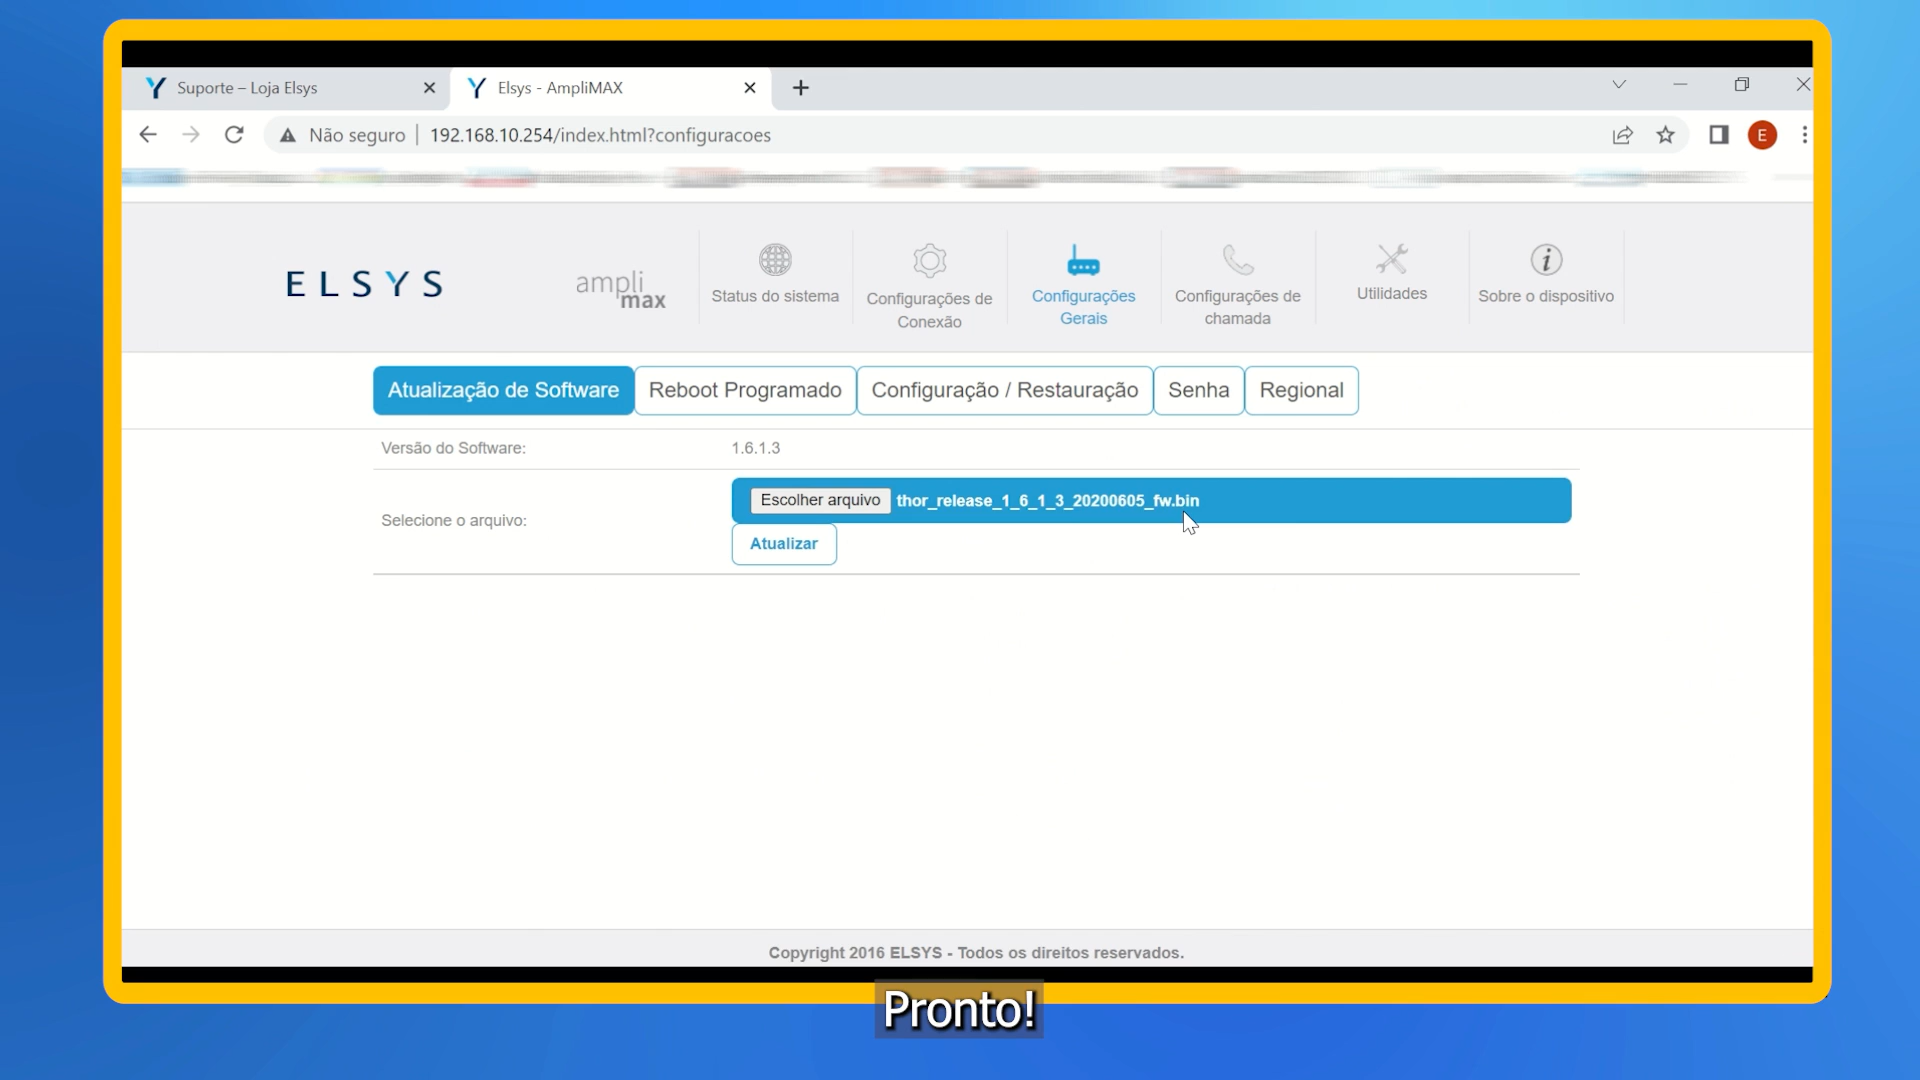 Suporte – Loja Elsys
Elsys - AmpliMAX
Não seguro
192.168.10.254/index.html?configuracoes
E
ELSYS
ampli
max
Status do sistema
Configurações de
Conexão
Configurações
Gerais
Configurações de
chamada
Utilidades
Sobre o dispositivo
Atualização de Software
Reboot Programado
Configuração / Restauração
Senha
Regional
Versão do Software:
1.6.1.3
Selecione o arquivo:
Escolher arquivo
thor_release_1_6_1_3_20200605_fw.bin
Atualizar
Copyright 2016 ELSYS - Todos os direitos reservados.
Pronto!